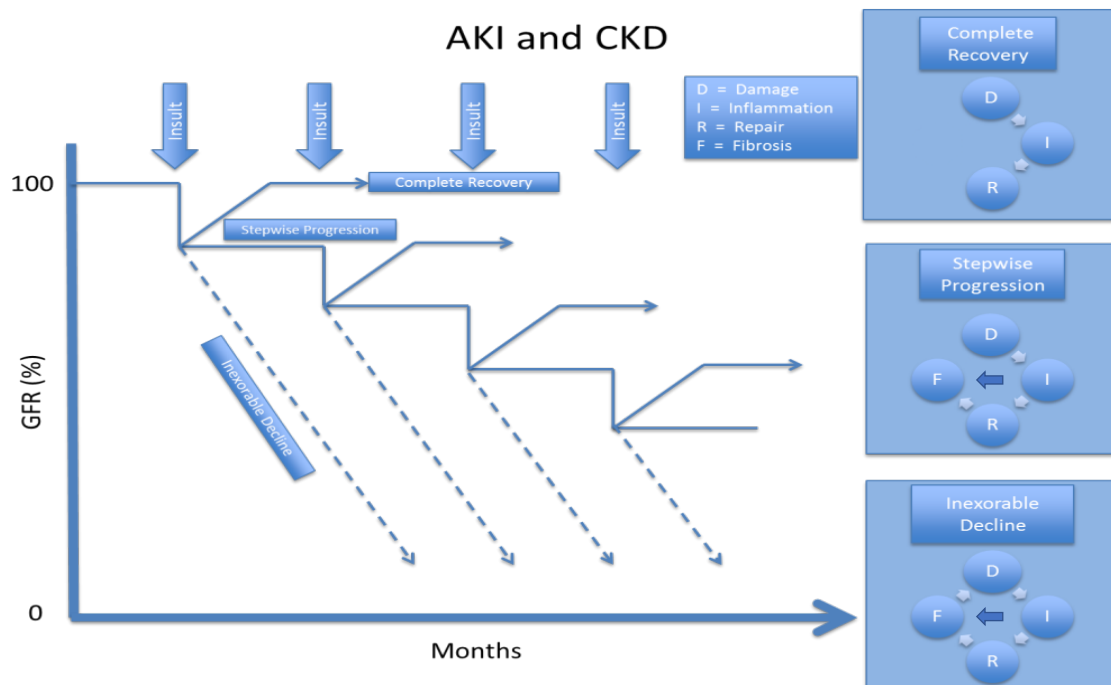 AKI and CKD
Insult
Insult
Insult
Insult
D = Damage
I = Inflammation
R = Repair
F = Fibrosis
100
Complete Recovery
Stepwise Progression
Inexorable Decline
GFR (%)
0
Months
Complete
Recovery
D
I
R
Stepwise
Progression
D
F
I
R
Inexorable
Decline
D
F
I
R